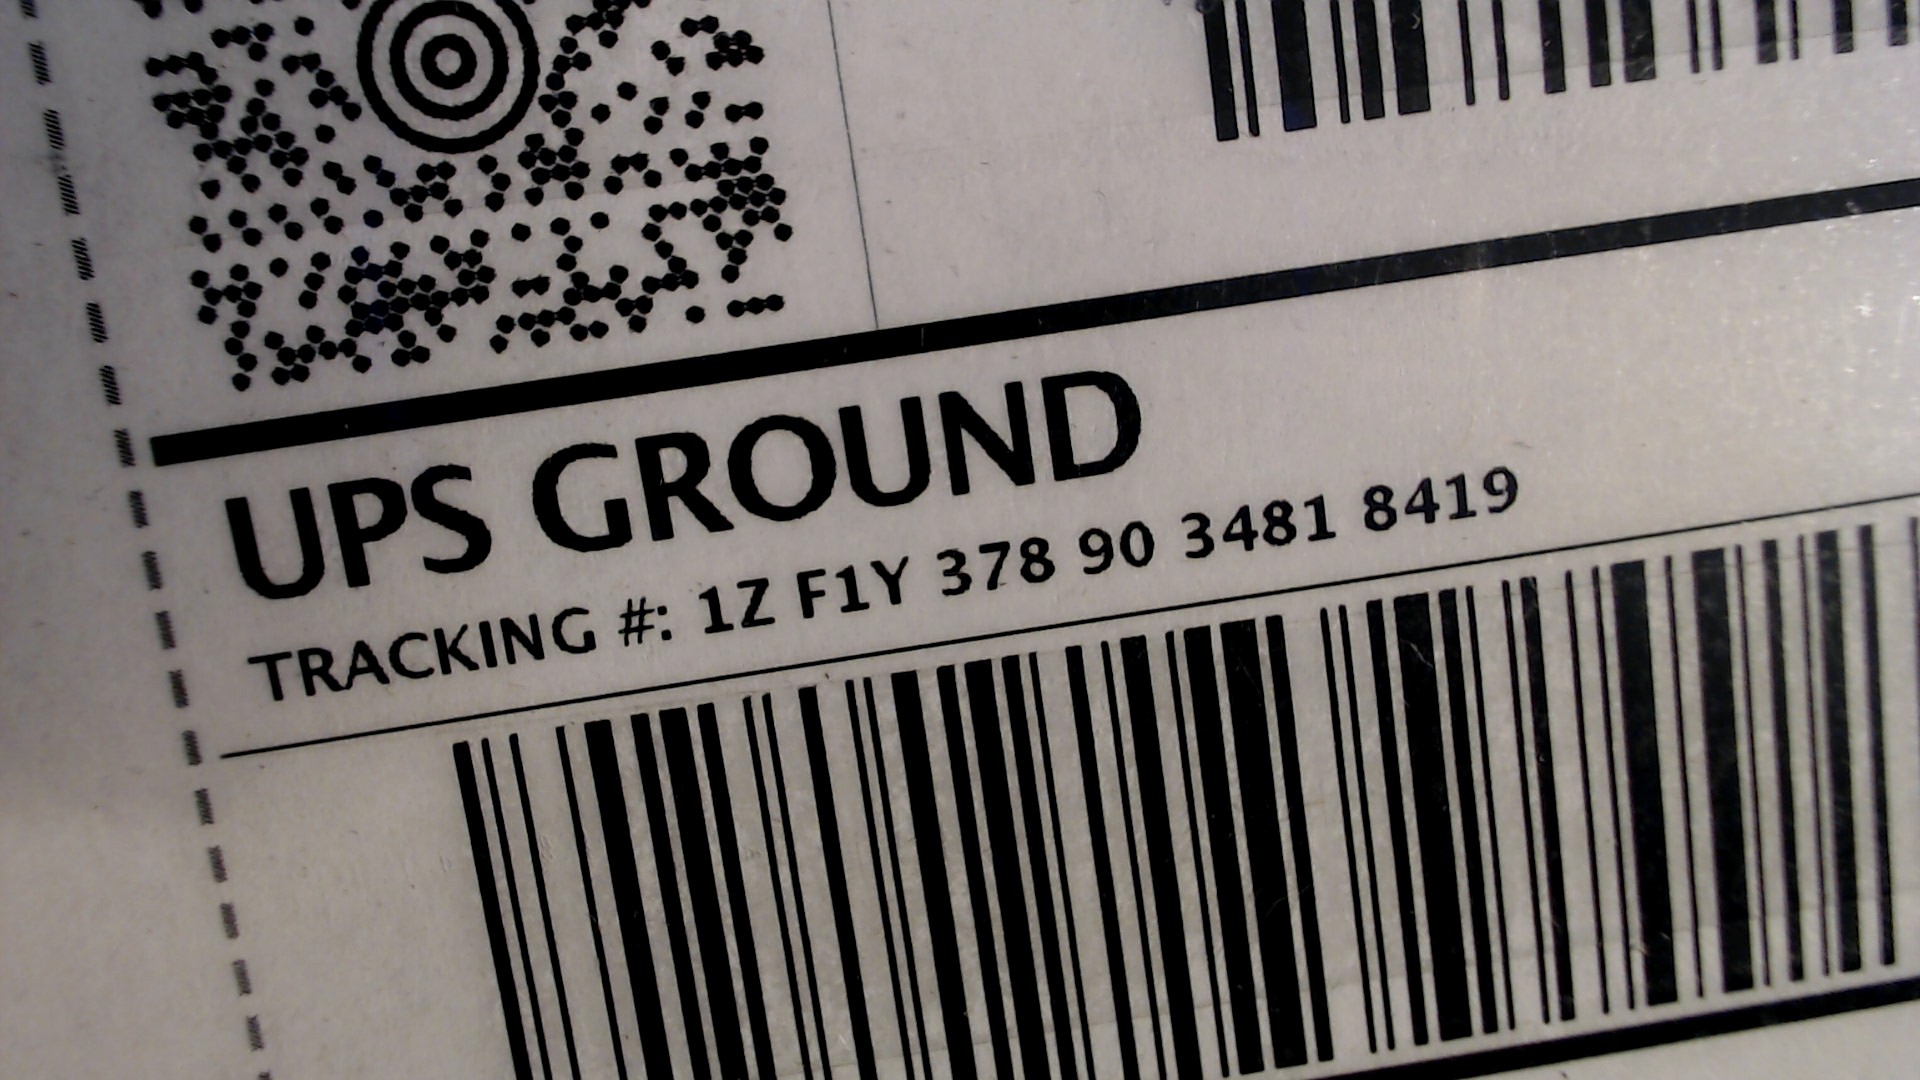 UPS GROUND
TRACKING #: 1Z F1Y 378 90 3481 8419